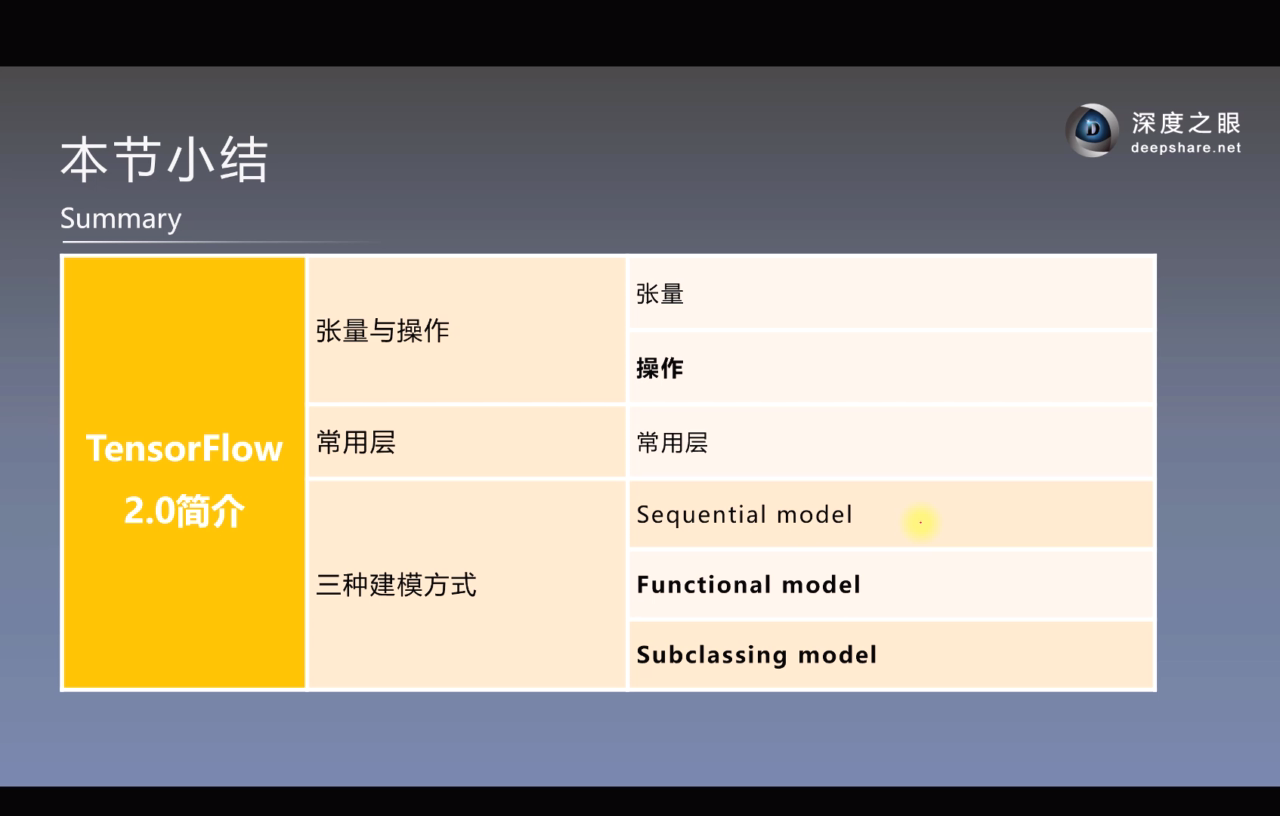 深度之眼
deepshare.net
本节小结
Summary
TensorFlow
2.0简介
张量与操作
张量
操作
常用层
常用层
三种建模方式
Sequential model
Functional model
Subclassing model